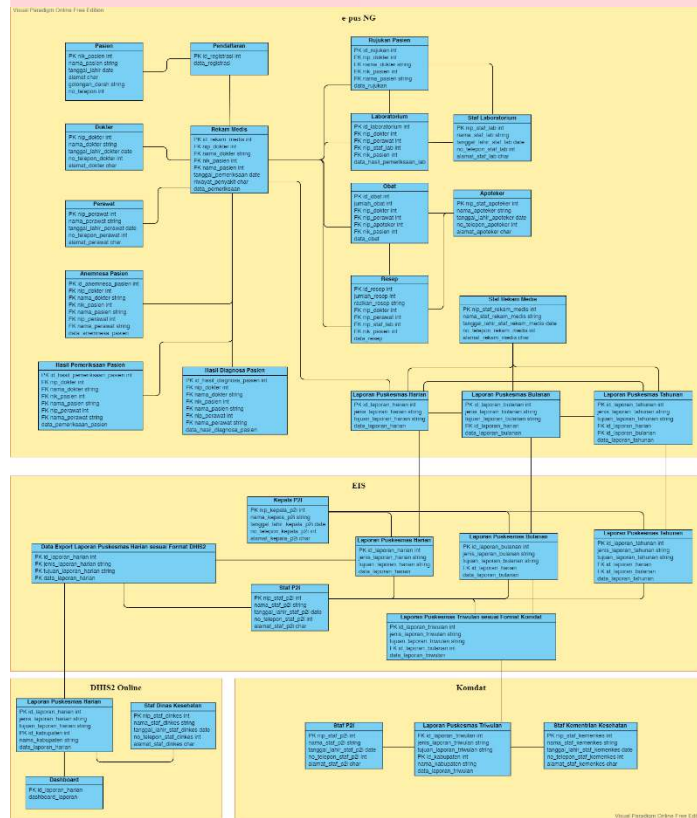 Visual Paradigm Online Free Edition
e-pus NG
Pasien
PK nik_pasien int
nama_pasien string
tanggal_lahir date
alamat char
golongan_darah string
no_telepon int
Pendaftaran
PK id_registrasi int
data_registrasi
Rujukan Pasien
PK id_rujukan int
FK nip_dokter int
FK nama_dokter string
FK nik_pasien int
FK nama_pasien string
data_rujukan
Dokter
PK nip_dokter int
nama_dokter string
tanggal_lahir_dokter date
no_telepon_dokter int
alamat_dokter char
Rekam Medis
PK id_rekam_medis int
FK nip_dokter int
FK nama_dokter string
FK nik_pasien int
FK nama_pasien int
tanggal_pemeriksaan date
riwayat_penyakit char
data_pemeriksaan
Laboratorium
PK id_laboratorium int
FK nip_dokter int
FK nip_perawat int
FK nip_staf_lab int
FK nik_pasien int
data_hasil_pemeriksaan_lab
Staf Laboratorium
PK nip_staf_lab int
nama_staf_lab string
tanggal_lahir_staf_lab date
no_telepon_staf_lab int
alamat_staf_lab char
Perawat
PK nip_perawat int
nama_perawat string
tanggal_lahir_perawat date
no_telepon_perawat int
alamat_perawat char
Obat
PK id_obat int
jumlah_obat int
FK nip_dokter int
FK nip_perawat int
FK nip_apoteker int
FK nik_pasien int
data_obat
Apoteker
PK nip_staf_apoteker int
nama_apoteker string
tanggal_lahir_apoteker date
no_telepon_apoteker int
alamat_apoteker char
Anemnesa Pasien
PK id_anemnesa_pasien int
FK nip_dokter int
FK nama_dokter string
FK nik_pasien int
FK nama_pasien string
FK nip_perawat int
FK nama_perawat string
data_anemnesa_pasien
Resep
PK id_resep int
jumlah_resep int
racikan_resep string
FK nip_dokter int
FK nip_perawat int
FK nip_staf_lab int
FK nik_pasien int
data_resep
Staf Rekam Medis
PK nip_staf_rekam_medis int
nama_staf_rekam_medis string
tanggal_lahir_staf_rekam_medis date
no_telepon_rekam_medis int
alamat_rekam_medis char
Hasil Pemeriksaan Pasien
PK id_hasil_pemeriksaan_pasien int
FK nip_dokter int
FK nama_dokter string
FK nik_pasien int
FK nama_pasien string
FK nip_perawat int
FK nama_perawat string
data_pemeriksaan_pasien
Hasil Diagnosa Pasien
PK id_hasil_diagnosa_pasien int
FK nip_dokter int
FK nama_dokter string
FK nik_pasien int
FK nama_pasien string
FK nip_perawat int
FK nama_perawat string
data_hasil_diagnosa_pasien
Laporan Puskesmas Harian
PK id_laporan_harian int
jenis_laporan_harian string
tujuan_laporan_harian string
data_laporan_harian
Laporan Puskesmas Bulanan
PK id_laporan_bulanan int
jenis_laporan_bulanan string
tujuan_laporan_bulanan string
FK id_laporan_harian int
data_laporan_bulanan
Laporan Puskesmas Tahunan
PK id_laporan_tahunan int
jenis_laporan_tahunan string
tujuan_laporan_tahunan string
FK id_laporan_harian int
FK id_laporan_bulanan int
data_laporan_tahunan
EIS
Kepala P2I
PK nip_kepala_p2i int
nama_kepala_p2i string
tanggal_lahir_kepala_p2i date
no_telepon_kepala_p2i int
alamat_kepala_p2i char
Data Export Laporan Puskesmas Harian sesuai Format DHIS2
PK id_laporan_harian int
FK jenis_laporan_harian string
FK tujuan_laporan_harian string
FK data_laporan_harian
Laporan Puskesmas Harian
PK id_laporan_harian int
jenis_laporan_harian string
tujuan_laporan_harian string
data_laporan_harian
Laporan Puskesmas Bulanan
PK id_laporan_bulanan int
jenis_laporan_bulanan string
tujuan_laporan_bulanan string
FK id_laporan_harian int
data_laporan_bulanan
Laporan Puskesmas Tahunan
PK id_laporan_tahunan int
jenis_laporan_tahunan string
tujuan_laporan_tahunan string
FK id_laporan_harian int
FK id_laporan_bulanan int
data_laporan_tahunan
Staf P2I
PK nip_staf_p2i int
nama_staf_p2i string
tanggal_lahir_staf_p2i date
no_telepon_staf_p2i int
alamat_staf_p2i char
Laporan Puskesmas Triwulan sesuai Format Komdat
PK id_laporan_triwulan int
jenis_laporan_triwulan string
tujuan_laporan_triwulan string
FK id_laporan_bulanan int
data_laporan_triwulan
DHIS2 Online
Laporan Puskesmas Harian
PK id_laporan_harian int
jenis_laporan_harian string
tujuan_laporan_harian string
FK id_kabupaten int
nama_kabupaten string
data_laporan_harian
Staf Dinas Kesehatan
PK nip_staf_dinkes int
nama_staf_dinkes string
tanggal_lahir_staf_dinkes date
no_telepon_staf_dinkes int
alamat_staf_dinkes char
Dashboard
PK id_laporan_harian
dashboard_laporan
Komdat
Staf P2I
PK nip_staf_p2i int
nama_staf_p2i string
tanggal_lahir_staf_p2i date
no_telepon_staf_p2i int
alamat_staf_p2i char
Laporan Puskesmas Triwulan
PK id_laporan_triwulan int
jenis_laporan_triwulan string
tujuan_laporan_triwulan string
PK id_kabupaten int
nama_kabupaten string
data_laporan_triwulan
Staf Kementrian Kesehatan
PK nip_staf_kemenkes int
nama_staf_kemenkes string
tanggal_lahir_staf_kemenkes date
no_telepon_staf_kemenkes int
alamat_staf_kemenkes char
Visual Paradigm Online Free Edition